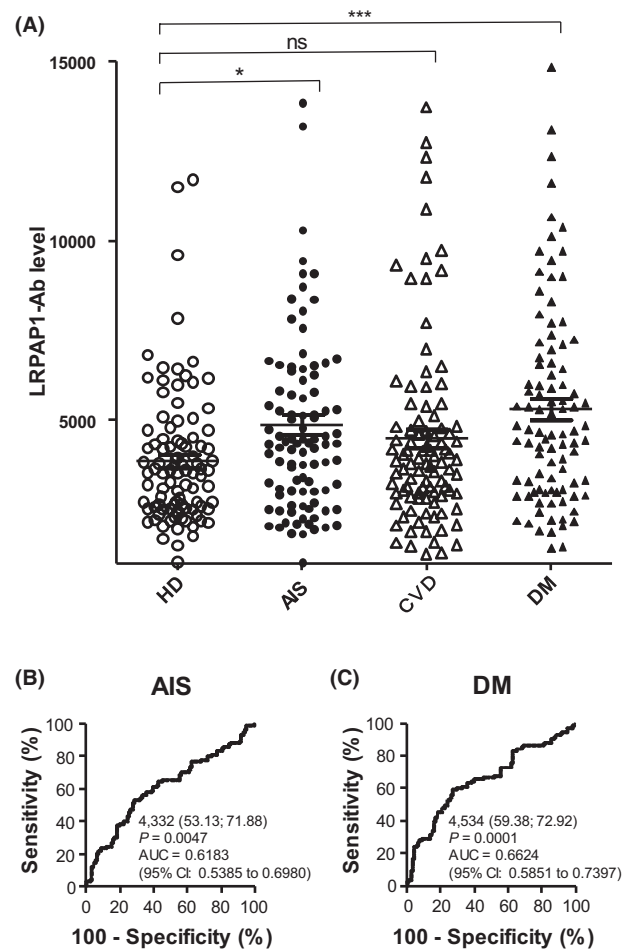 (A)
***
ns
*
15000
10000
5000
LRPAP1-Ab level
HD
AIS
CVD
DM
(B)
AIS
100
80
60
40
20
0
Sensitivity (%)
4,332 (53.13; 71.88)
P = 0.0047
AUC = 0.6183
(95% CI: 0.5385 to 0.6980)
0 20 40 60 80 100
100 - Specificity (%)
(C)
DM
100
80
60
40
20
0
Sensitivity (%)
4,534 (59.38; 72.92)
P = 0.0001
AUC = 0.6624
(95% CI: 0.5851 to 0.7397)
0 20 40 60 80 100
100 - Specificity (%)